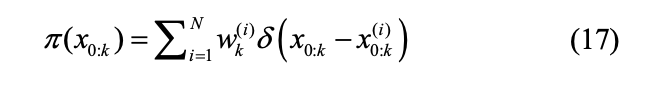 π(x_{0:k}) = ∑_{i=1}^{N} w_k^{(i)} δ(x_{0:k} − x_{0:k}^{(i)}) (17)